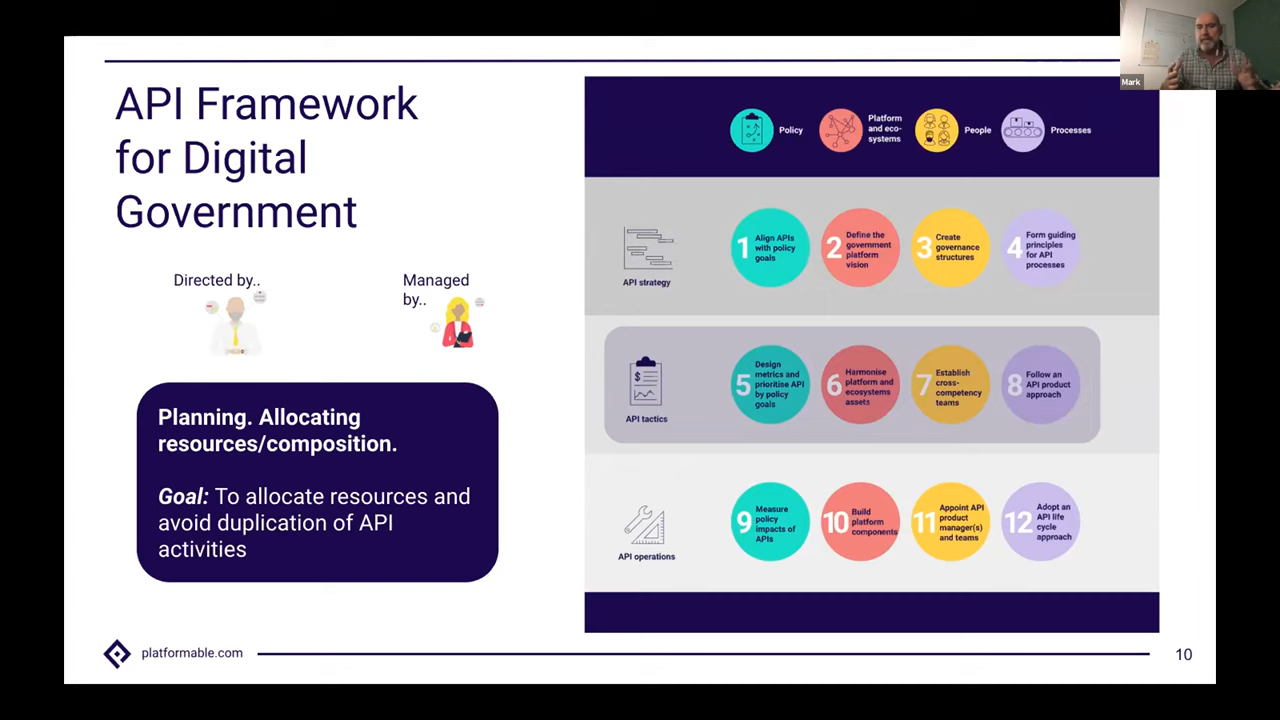 Mark
API Framework
for Digital
Government
Directed by..
Managed
by..
Planning. Allocating
resources/composition.
Goal: To allocate resources and
avoid duplication of API
activities
Policy
Platform
and eco-
systems
People
Processes
API strategy
1 Align APIs
with policy
goals
2 Define the
government
platform
vision
3 Create
governance
structures
4 Form guiding
principles
for API
processes
API tactics
5 Design
metrics and
prioritise API
by policy
goals
6 Harmonise
platform and
ecosystems
assets
7 Establish
cross-
competency
teams
8 Follow an
API product
approach
API operations
9 Measure
policy
impacts of
APIs
10 Build
platform
components
11 Appoint API
product
manager(s)
and teams
12 Adopt an
API life
cycle
approach
platformable.com
10